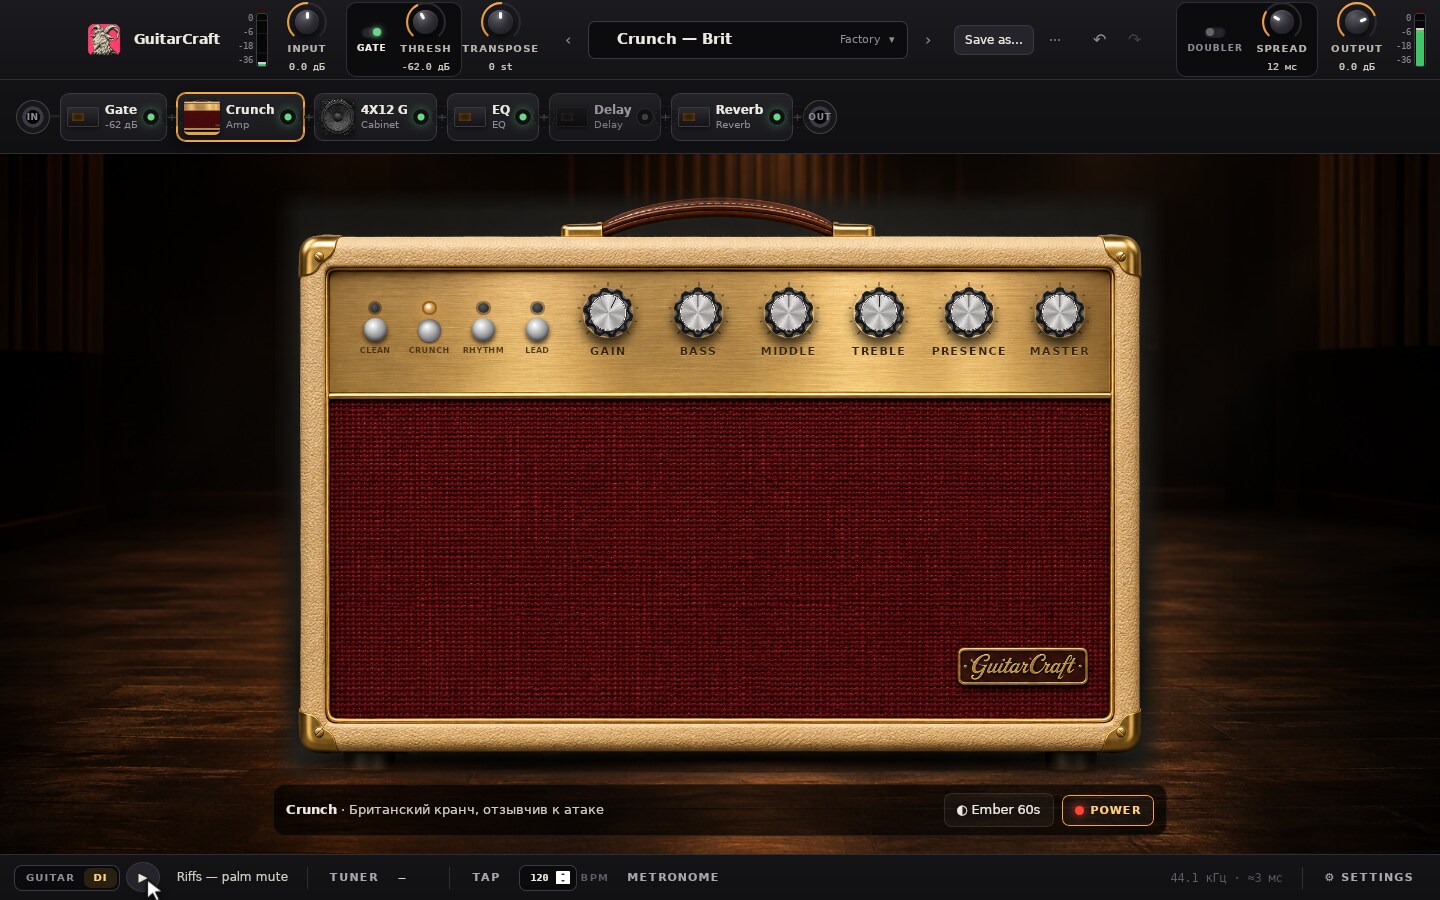 GuitarCraft
0
-6
-18
-36
INPUT
0.0 дБ
GATE
THRESH
-62.0 дБ
TRANSPOSE
0 st
‹
Crunch — Brit
Factory ▾
›
Save as...
···
↶
↷
DOUBLER
SPREAD
12 мс
OUTPUT
0.0 дБ
0
-6
-18
-36
IN
Gate
-62 дБ
Crunch
Amp
4X12 G
Cabinet
EQ
EQ
Delay
Delay
Reverb
Reverb
OUT
CLEAN
CRUNCH
RHYTHM
LEAD
GAIN
BASS
MIDDLE
TREBLE
PRESENCE
MASTER
GuitarCraft
Crunch · Британский кранч, отзывчив к атаке
◐ Ember 60s
POWER
GUITAR
DI
▶
Riffs — palm mute
TUNER –
TAP
120
BPM
METRONOME
44.1 кГц · ≈3 мс
⚙ SETTINGS